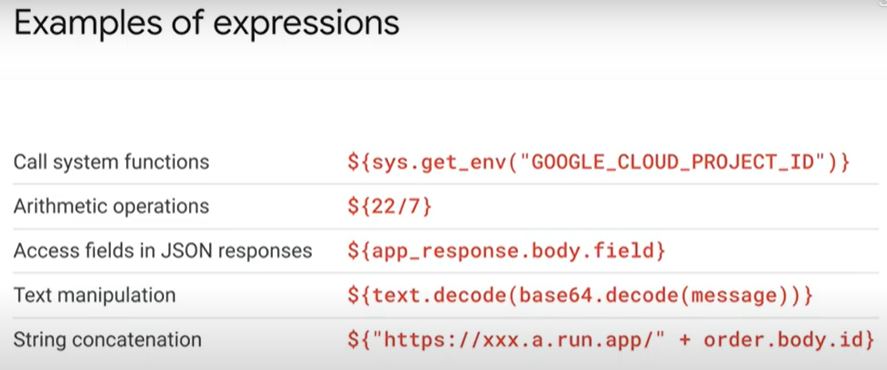 Examples of expressions
Call system functions ${sys.get_env("GOOGLE_CLOUD_PROJECT_ID")}
Arithmetic operations ${22/7}
Access fields in JSON responses ${app_response.body.field}
Text manipulation ${text.decode(base64.decode(message))}
String concatenation ${"https://xxx.a.run.app/" + order.body.id}